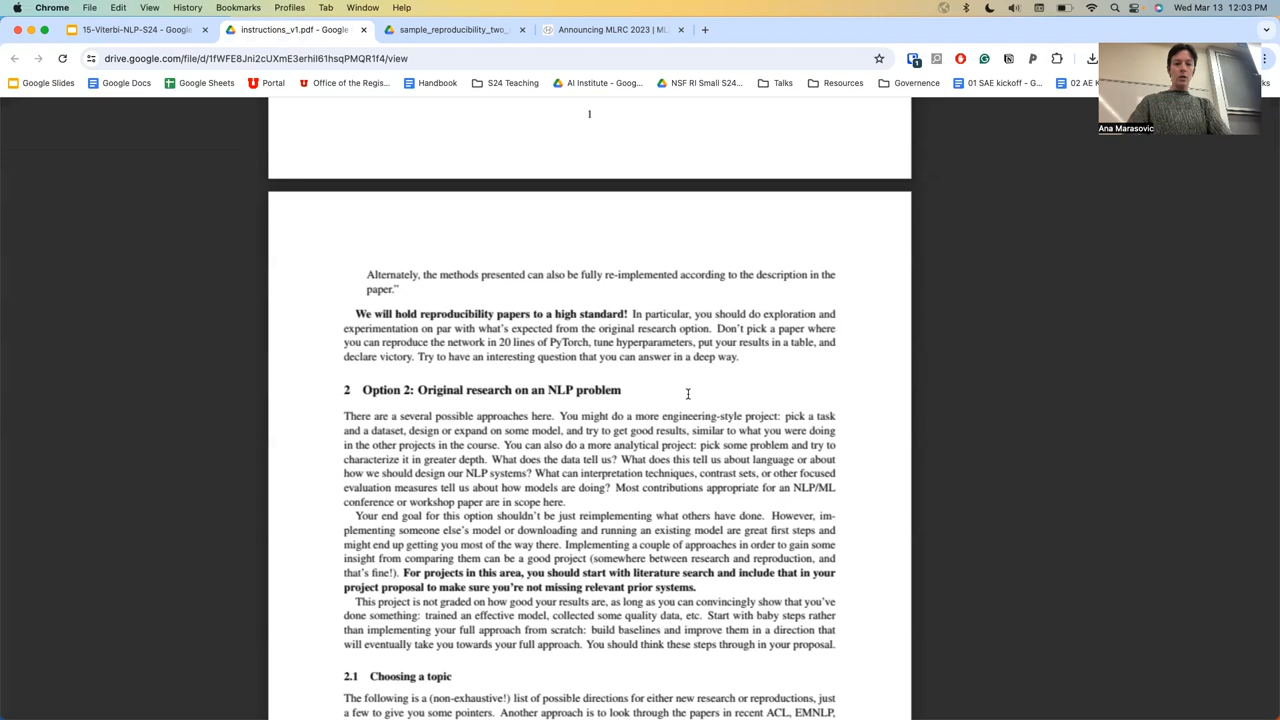 Chrome File Edit View History Bookmarks Profiles Tab Window Help Wed Mar 13 12:03 PM
15-Viterbi-NLP-S24 - Google instructions_v1.pdf - Google sample_reproducibility_two_ Announcing MLRC 2023 | ML
drive.google.com/file/d/1fWFE8Jni2cUXmE3erhiI61hsqPMQR1f4/view
Google Slides Google Docs Google Sheets Portal Office of the Regis... Handbook S24 Teaching AI Institute - Goog... NSF RI Small S24... Talks Resources Governence 01 SAE kickoff - G... 02 AE K
Ana Marasovic
1
Alternately, the methods presented can also be fully re-implemented according to the description in the
paper.”
We will hold reproducibility papers to a high standard! In particular, you should do exploration and
experimentation on par with what's expected from the original research option. Don't pick a paper where
you can reproduce the network in 20 lines of PyTorch, tune hyperparameters, put your results in a table, and
declare victory. Try to have an interesting question that you can answer in a deep way.
2 Option 2: Original research on an NLP problem
There are a several possible approaches here. You might do a more engineering-style project: pick a task
and a dataset, design or expand on some model, and try to get good results, similar to what you were doing
in the other projects in the course. You can also do a more analytical project: pick some problem and try to
characterize it in greater depth. What does the data tell us? What does this tell us about language or about
how we should design our NLP systems? What can interpretation techniques, contrast sets, or other focused
evaluation measures tell us about how models are doing? Most contributions appropriate for an NLP/ML
conference or workshop paper are in scope here.
Your end goal for this option shouldn't be just reimplementing what others have done. However, im-
plementing someone else's model or downloading and running an existing model are great first steps and
might end up getting you most of the way there. Implementing a couple of approaches in order to gain some
insight from comparing them can be a good project (somewhere between research and reproduction, and
that's fine!). For projects in this area, you should start with literature search and include that in your
project proposal to make sure you're not missing relevant prior systems.
This project is not graded on how good your results are, as long as you can convincingly show that you've
done something: trained an effective model, collected some quality data, etc. Start with baby steps rather
than implementing your full approach from scratch: build baselines and improve them in a direction that
will eventually take you towards your full approach. You should think these steps through in your proposal.
2.1 Choosing a topic
The following is a (non-exhaustive!) list of possible directions for either new research or reproductions, just
a few to give you some pointers. Another approach is to look through the papers in recent ACL, EMNLP,